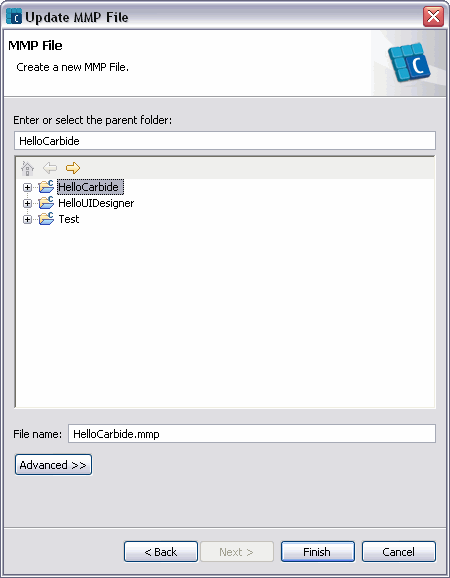 Update MMP File
MMP File
Create a new MMP File.
C
Enter or select the parent folder:
HelloCarbide
HelloCarbide
HelloUIDesigner
Test
File name: HelloCarbide.mmp
Advanced >>
< Back Next > Finish Cancel